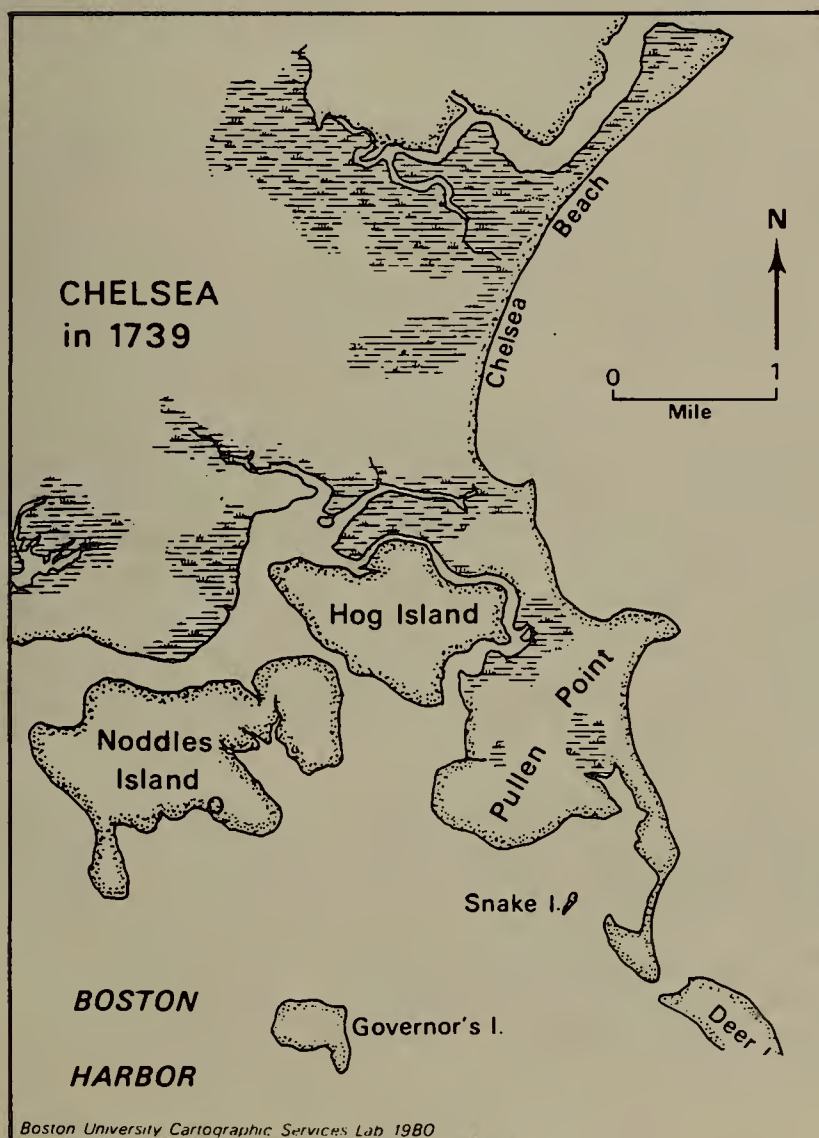 CHELSEA
in 1739
Chelsea Beach
N
0 1
Mile
Hog Island
Noddles
Island
Pullen Point
Snake I.
BOSTON
HARBOR
Governor's I.
Deer I
Boston University Cartographic Services Lab 1980